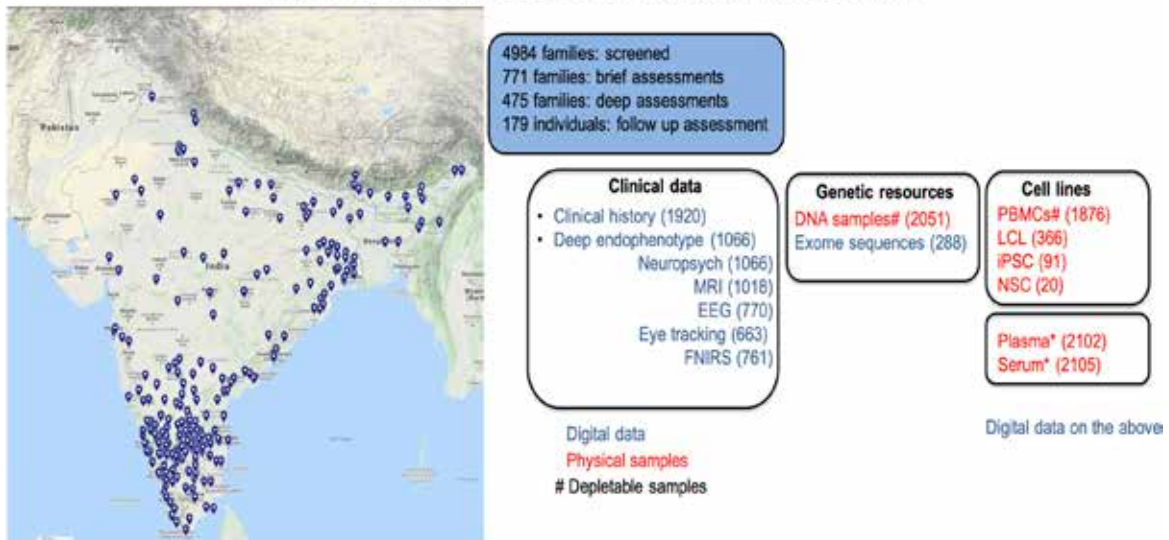 4984 families: screened
771 families: brief assessments
475 families: deep assessments
179 individuals: follow up assessment
Clinical data
• Clinical history (1920)
• Deep endophenotype (1066)
Neuropsych (1066)
MRI (1018)
EEG (770)
Eye tracking (663)
FNIRS (761)
Genetic resources
DNA samples# (2051)
Exome sequences (288)
Cell lines
PBMCs# (1876)
LCL (366)
iPSC (91)
NSC (20)
Plasma* (2102)
Serum* (2105)
Digital data
Physical samples
# Depletable samples
Digital data on the above
Pakistan
India